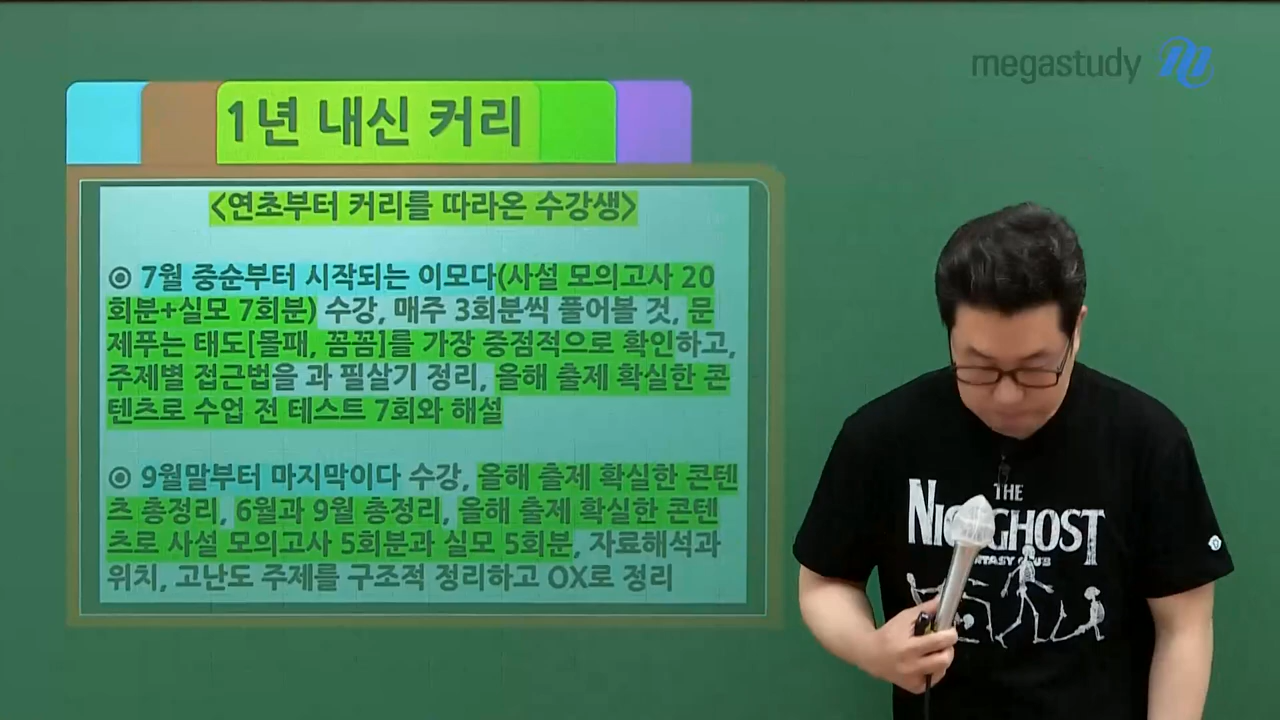 megastudy
1년 내신 커리
<연초부터 커리를 따라온 수강생>
◎ 7월 중순부터 시작되는 이모다(사설 모의고사 20
회분+실모 7회분) 수강, 매주 3회분씩 풀어볼 것, 문
제푸는 태도[몰패, 꼼꼼]를 가장 중점적으로 확인하고,
주제별 접근법을 과 필살기 정리, 올해 출제 확실한 콘
텐츠로 수업 전 테스트 7회와 해설
◎ 9월말부터 마지막이다 수강, 올해 출제 확실한 콘텐
츠 총정리, 6월과 9월 총정리, 올해 출제 확실한 콘텐
츠로 사설 모의고사 5회분과 실모 5회분, 자료해석과
위치, 고난도 주제를 구조적 정리하고 OX로 정리
THE
GHOST